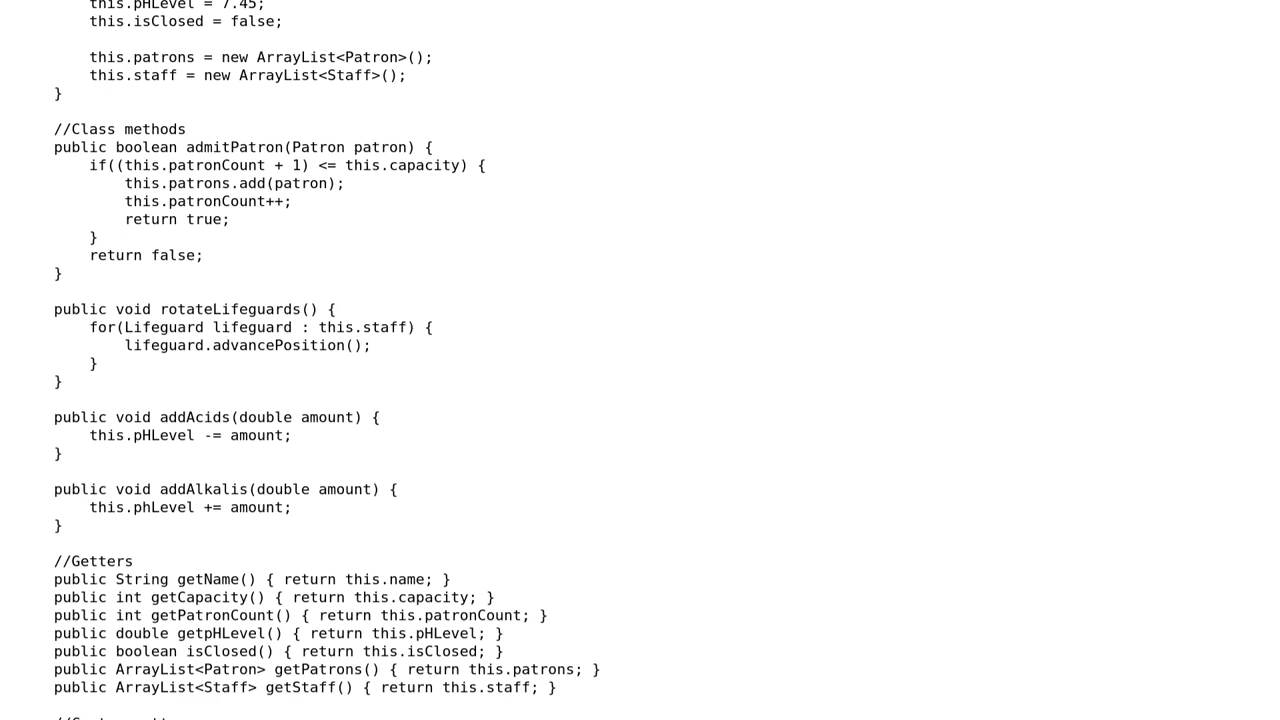 this.pHLevel = 7.45;
this.isClosed = false;
this.patrons = new ArrayList<Patron>();
this.staff = new ArrayList<Staff>();
}
//Class methods
public boolean admitPatron(Patron patron) {
if((this.patronCount + 1) <= this.capacity) {
this.patrons.add(patron);
this.patronCount++;
return true;
}
return false;
}
public void rotateLifeguards() {
for(Lifeguard lifeguard : this.staff) {
lifeguard.advancePosition();
}
}
public void addAcids(double amount) {
this.pHLevel -= amount;
}
public void addAlkalis(double amount) {
this.phLevel += amount;
}
//Getters
public String getName() { return this.name; }
public int getCapacity() { return this.capacity; }
public int getPatronCount() { return this.patronCount; }
public double getpHLevel() { return this.pHLevel; }
public boolean isClosed() { return this.isClosed; }
public ArrayList<Patron> getPatrons() { return this.patrons; }
public ArrayList<Staff> getStaff() { return this.staff; }